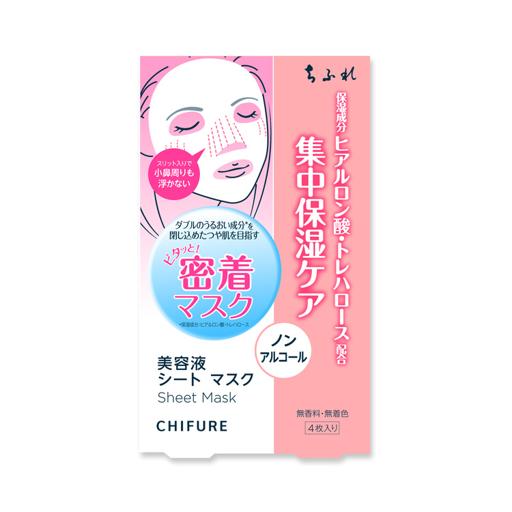 ちふれ
保湿成分 ヒアルロン酸・トレハロース 配合
集中保湿ケア
スリット入りで
小鼻周りも
浮かない
ダブルのうるおい成分*を
閉じ込めたつや肌を目指す
ピタッと!
密着
マスク
*保湿成分:ヒアルロン酸・トレハロース
ノン
アルコール
美容液
シート マスク
Sheet Mask
CHIFURE
無香料・無着色
4枚入り